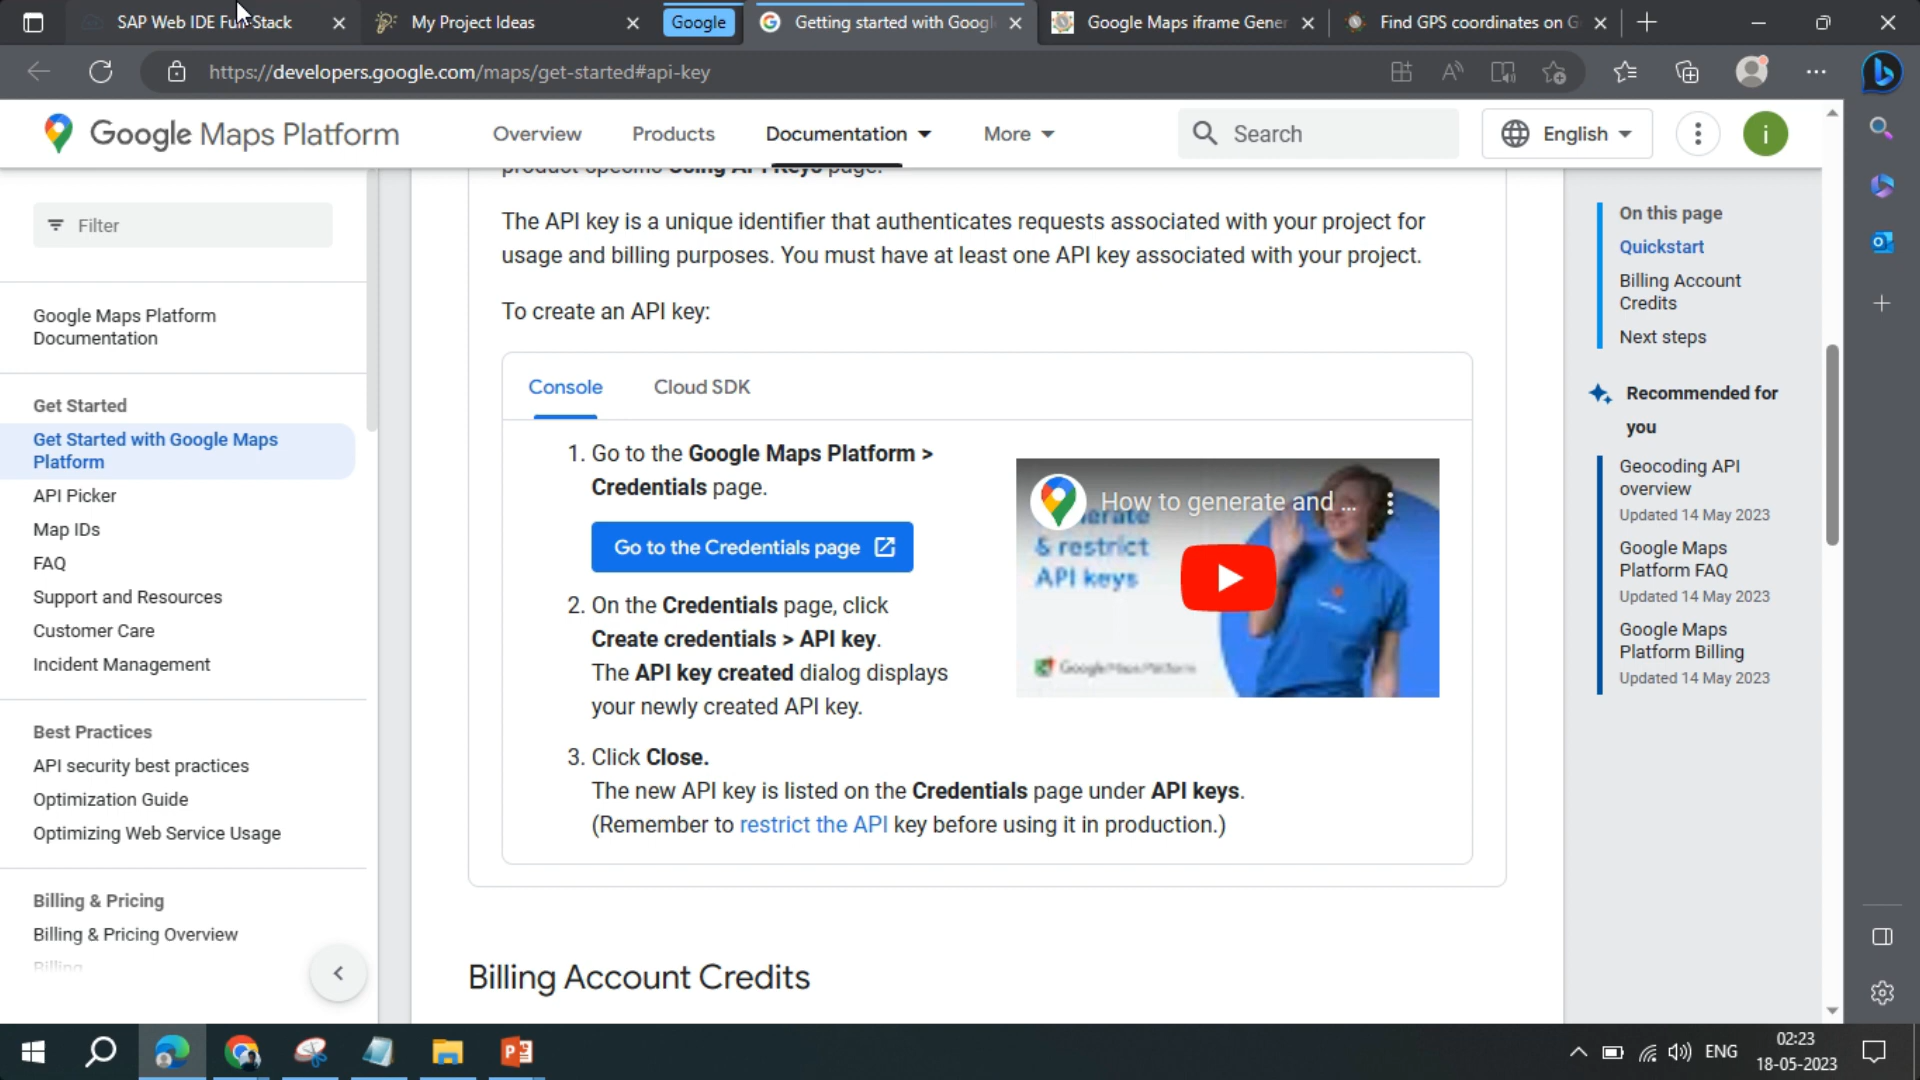 SAP Web IDE Full-Stack
My Project Ideas
Google
Getting started with Googl
Google Maps iframe Gener
Find GPS coordinates on G
https://developers.google.com/maps/get-started#api-key
Google Maps Platform
Overview
Products
Documentation
More
Search
English
i
Filter
Google Maps Platform
Documentation
Get Started
Get Started with Google Maps
Platform
API Picker
Map IDs
FAQ
Support and Resources
Customer Care
Incident Management
Best Practices
API security best practices
Optimization Guide
Optimizing Web Service Usage
Billing & Pricing
Billing & Pricing Overview
Billing
product-specific Using API Keys page.
The API key is a unique identifier that authenticates requests associated with your project for
usage and billing purposes. You must have at least one API key associated with your project.
To create an API key:
Console
Cloud SDK
1. Go to the Google Maps Platform >
Credentials page.
Go to the Credentials page
2. On the Credentials page, click
Create credentials > API key.
The API key created dialog displays
your newly created API key.
3. Click Close.
The new API key is listed on the Credentials page under API keys.
(Remember to restrict the API key before using it in production.)
How to generate and ...
& restrict
API keys
Google Maps Platform
Billing Account Credits
On this page
Quickstart
Billing Account
Credits
Next steps
Recommended for
you
Geocoding API
overview
Updated 14 May 2023
Google Maps
Platform FAQ
Updated 14 May 2023
Google Maps
Platform Billing
Updated 14 May 2023
ENG
02:23
18-05-2023